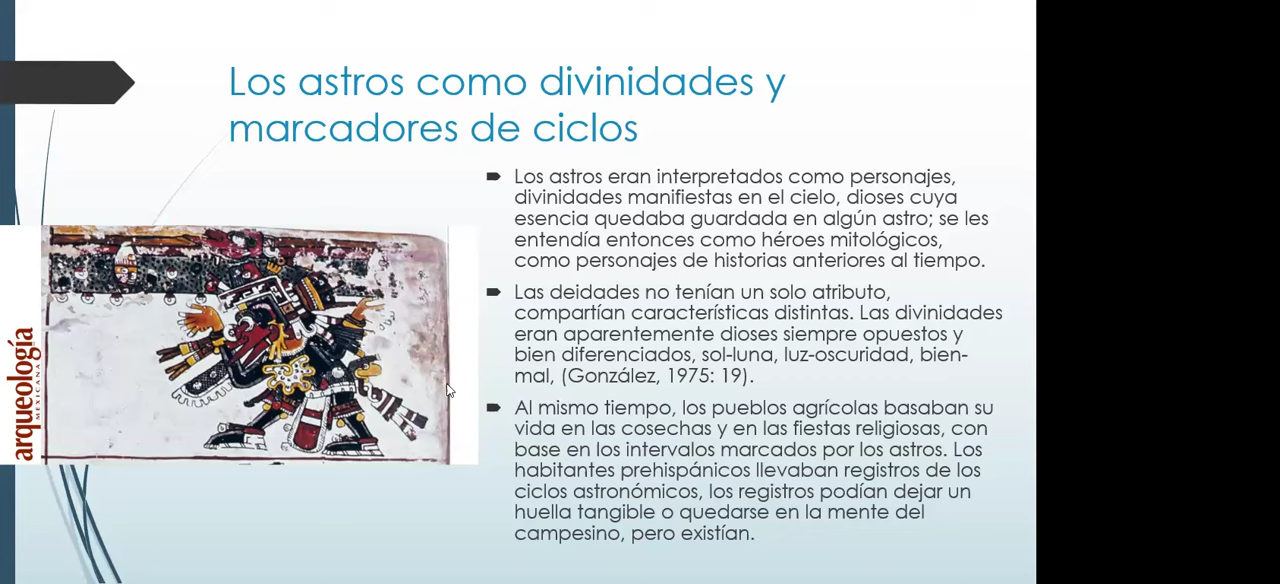 Los astros como divinidades y
marcadores de ciclos
Los astros eran interpretados como personajes,
divinidades manifiestas en el cielo, dioses cuya
esencia quedaba guardada en algún astro; se les
entendía entonces como héroes mitológicos,
como personajes de historias anteriores al tiempo.
Las deidades no tenían un solo atributo,
compartían características distintas. Las divinidades
eran aparentemente dioses siempre opuestos y
bien diferenciados, sol-luna, luz-oscuridad, bien-
mal, (González, 1975: 19).
Al mismo tiempo, los pueblos agrícolas basaban su
vida en las cosechas y en las fiestas religiosas, con
base en los intervalos marcados por los astros. Los
habitantes prehispánicos llevaban registros de los
ciclos astronómicos, los registros podían dejar un
huella tangible o quedarse en la mente del
campesino, pero existían.
arqueología
MEXICANA